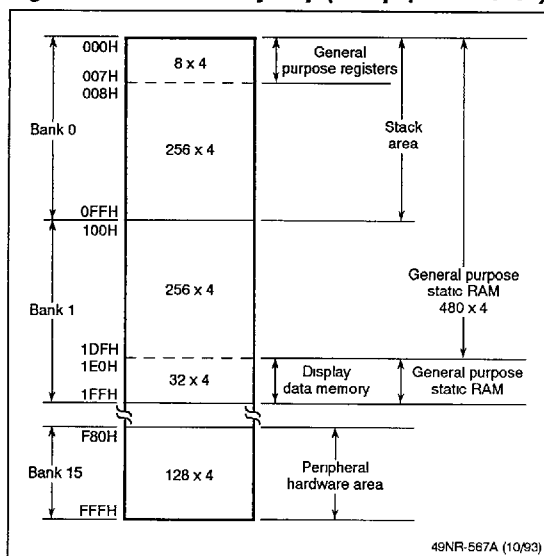 000H
8 x 4
General
purpose registers
007H
008H
Bank 0
256 x 4
Stack
area
0FFH
100H
Bank 1
256 x 4
General purpose
static RAM
480 x 4
1DFH
1E0H
32 x 4
Display
data memory
General purpose
static RAM
1FFH
F80H
Bank 15
128 x 4
Peripheral
hardware area
FFFH
49NR-567A (10/93)